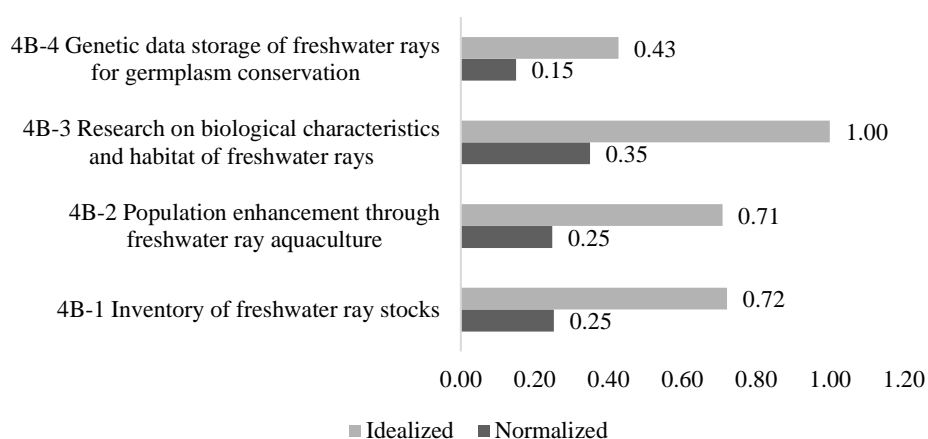 4B-4 Genetic data storage of freshwater rays
for germplasm conservation
0.43
0.15
4B-3 Research on biological characteristics
and habitat of freshwater rays
1.00
0.35
4B-2 Population enhancement through
freshwater ray aquaculture
0.71
0.25
4B-1 Inventory of freshwater ray stocks
0.72
0.25
0.00 0.20 0.40 0.60 0.80 1.00 1.20
Idealized Normalized